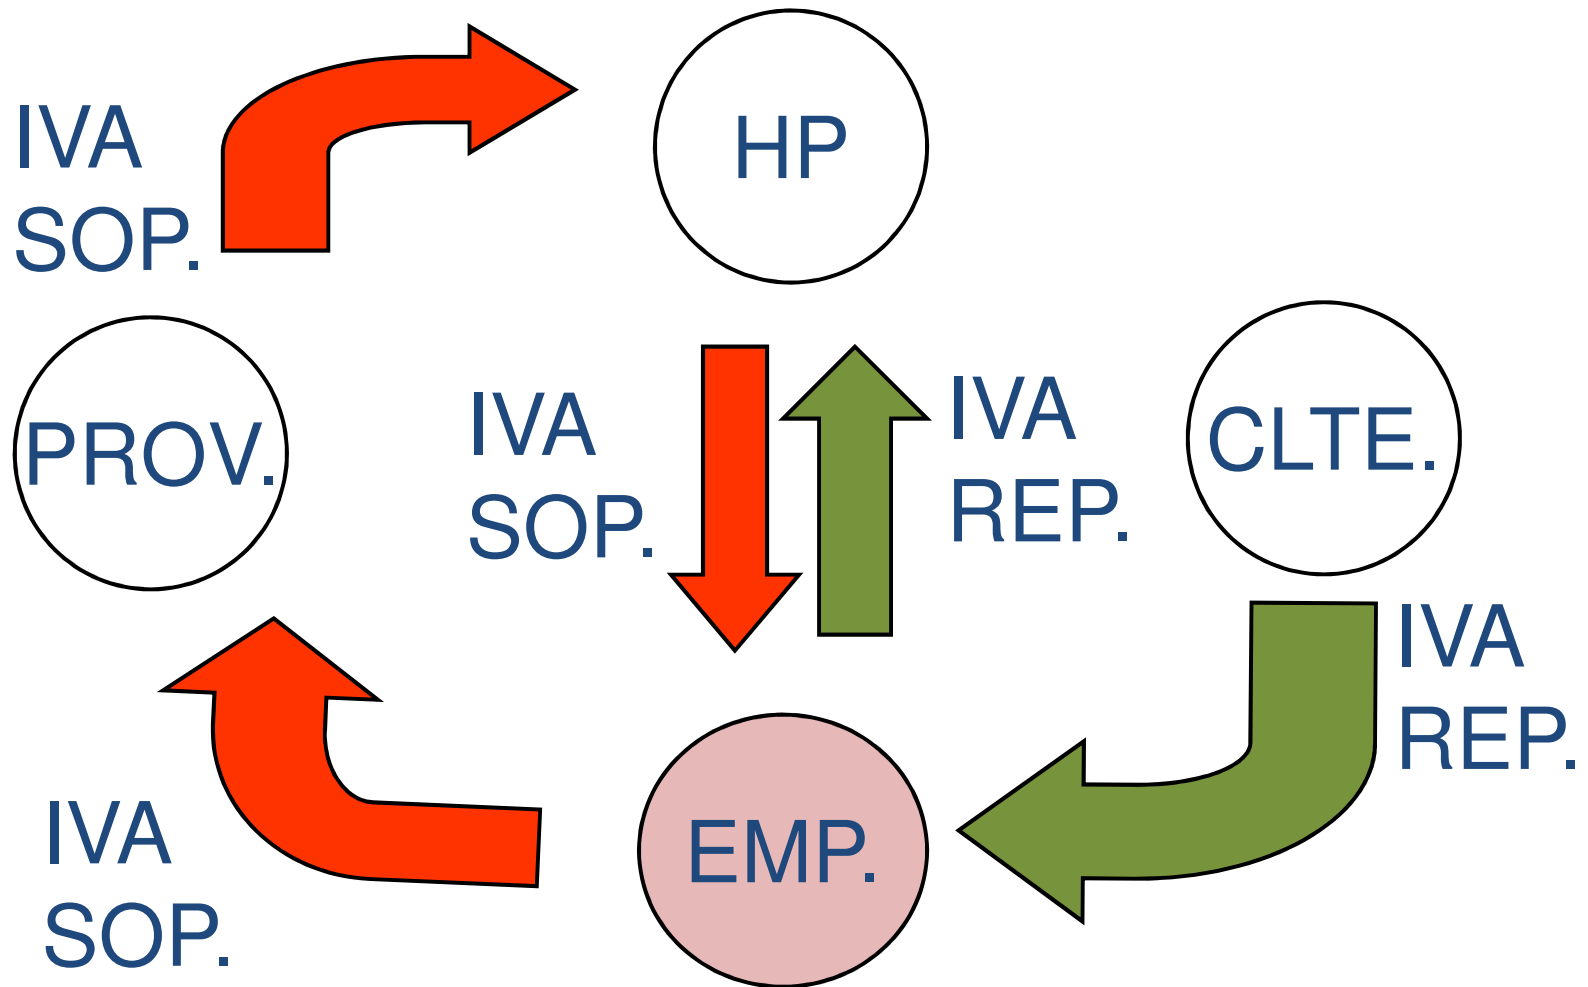 IVA
SOP.
HP
PROV.
IVA
SOP.
IVA
REP.
CLTE.
IVA
REP.
IVA
SOP.
EMP.